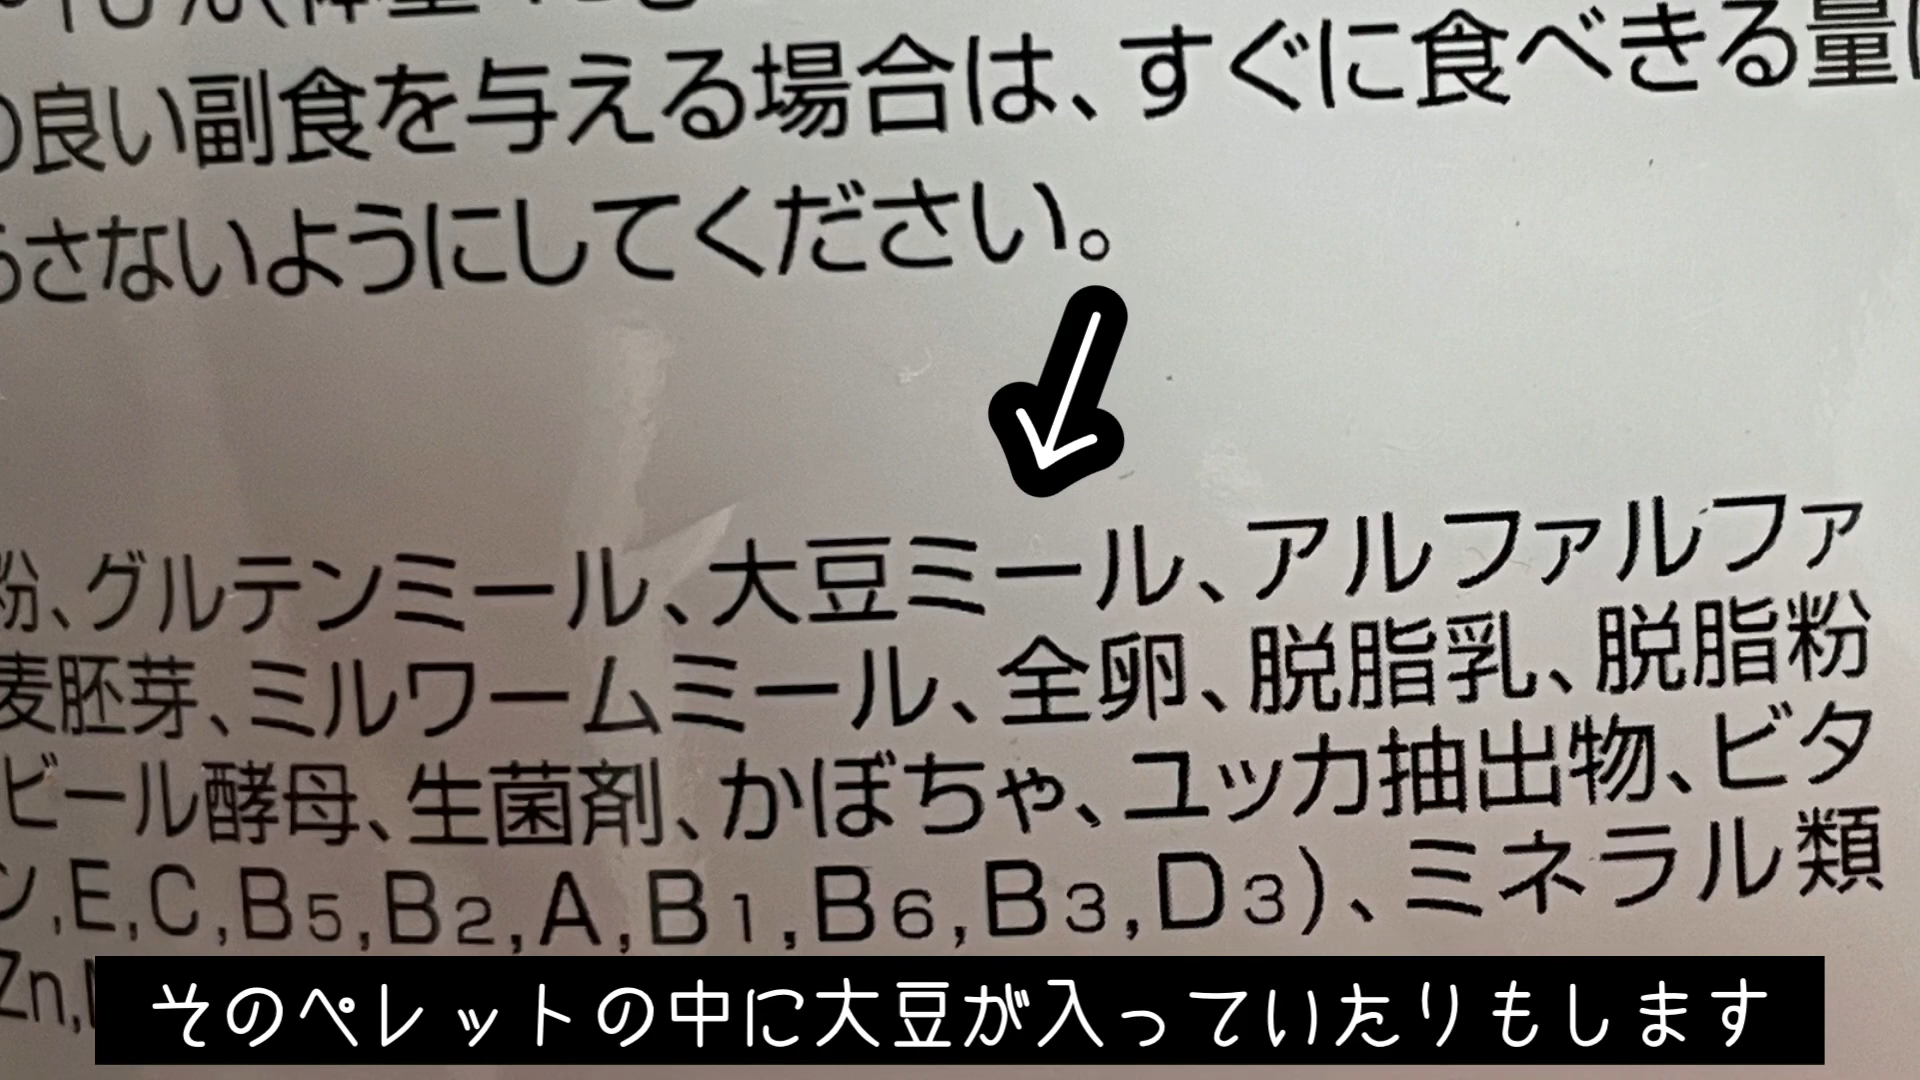 の良い副食を与える場合は、すぐに食べきる量
らさないようにしてください。
粉、グルテンミール、大豆ミール、アルファルファ
麦胚芽、ミルワームミール、全卵、脱脂乳、脱脂粉
ビール酵母、生菌剤、かぼちゃ、ユッカ抽出物、ビタ
ン,E,C,B5,B2,A,B1,B6,B3,D3)、ミネラル類
Zn,
そのペレットの中に大豆が入っていたりもします